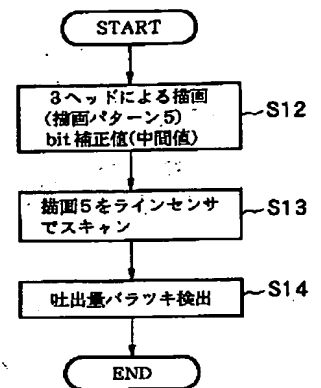 START
3ヘッドによる描画
(描画パターン5)
bit補正値(中間値)
S12
描画5をラインセンサ
でスキャン
S13
吐出量バラツキ検出
S14
END